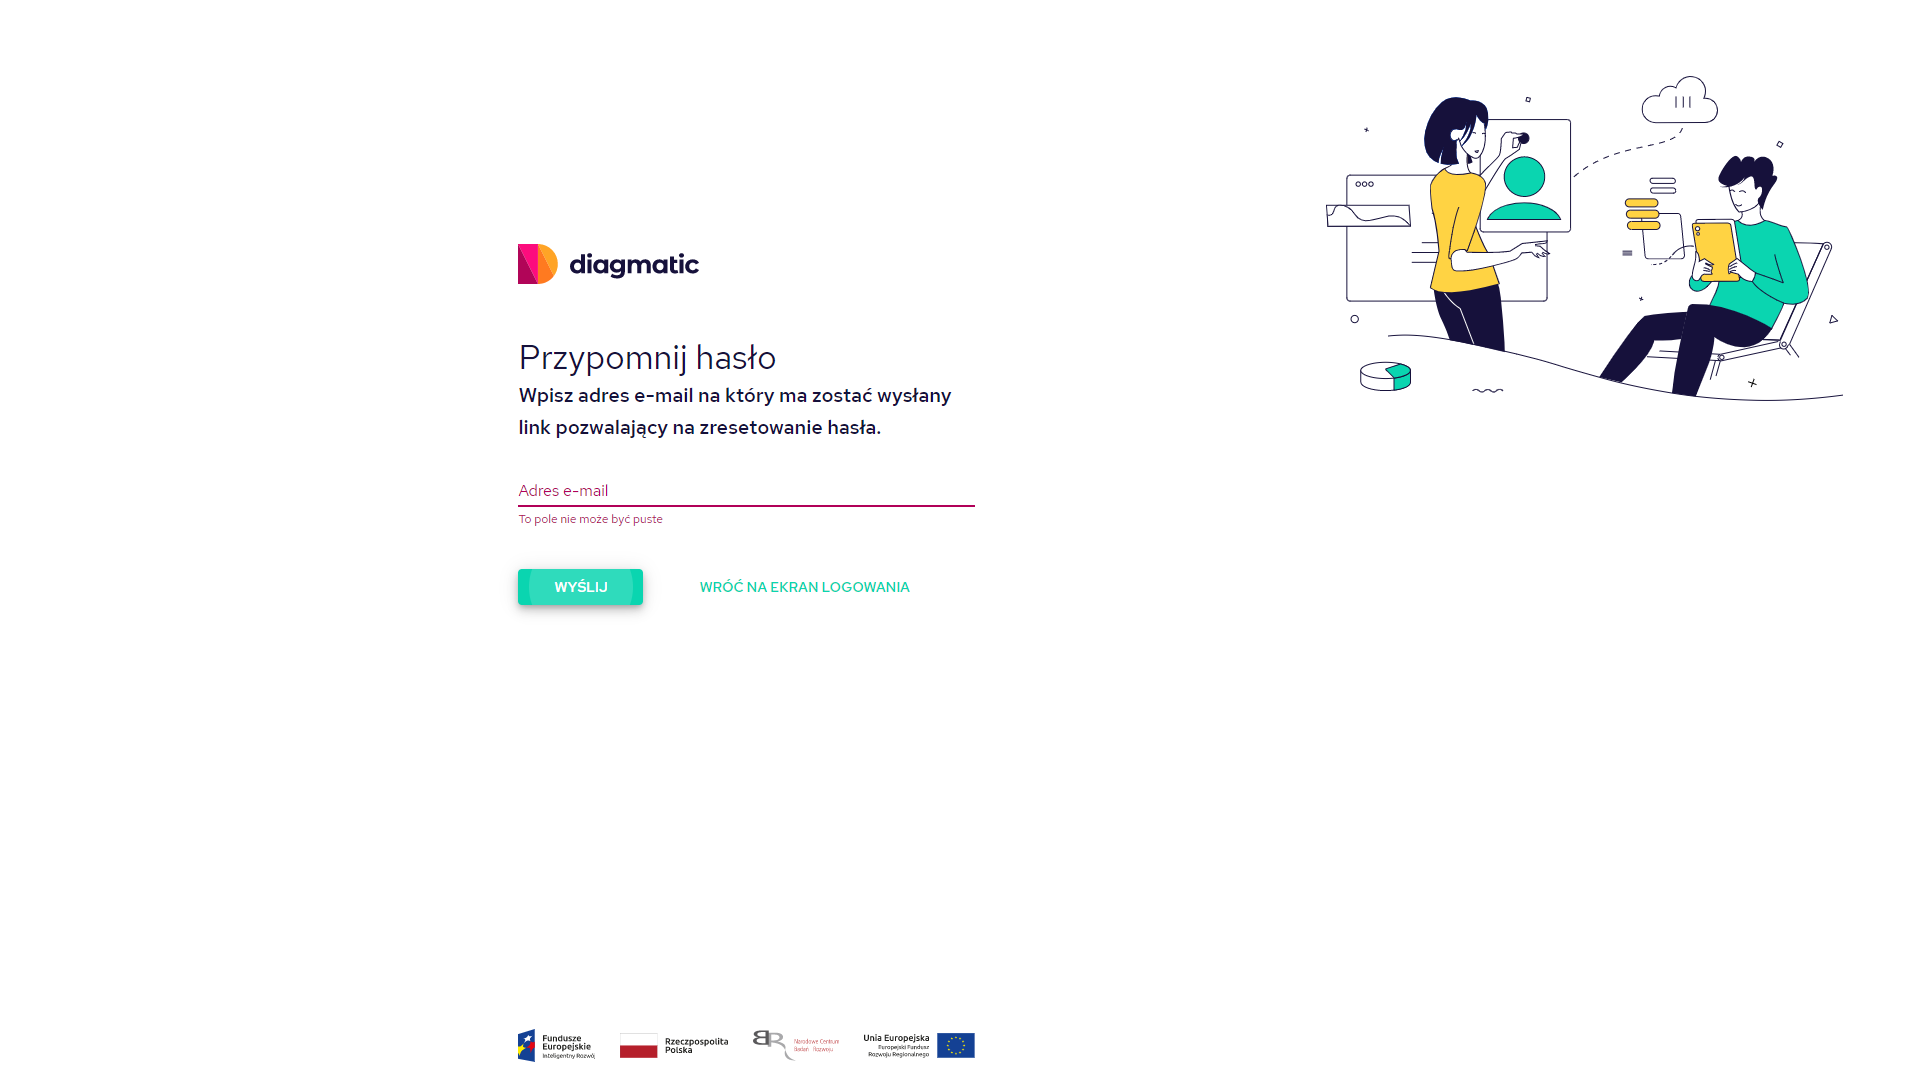 diagmatic
Przypomnij hasło
Wpisz adres e-mail na który ma zostać wysłany
link pozwalający na zresetowanie hasła.
Adres e-mail
To pole nie może być puste
WYŚLIJ
WRÓĆ NA EKRAN LOGOWANIA
Fundusze
Europejskie
Inteligentny Rozwój
Rzeczpospolita
Polska
Narodowe Centrum
Badań i Rozwoju
Unia Europejska
Europejski Fundusz
Rozwoju Regionalnego